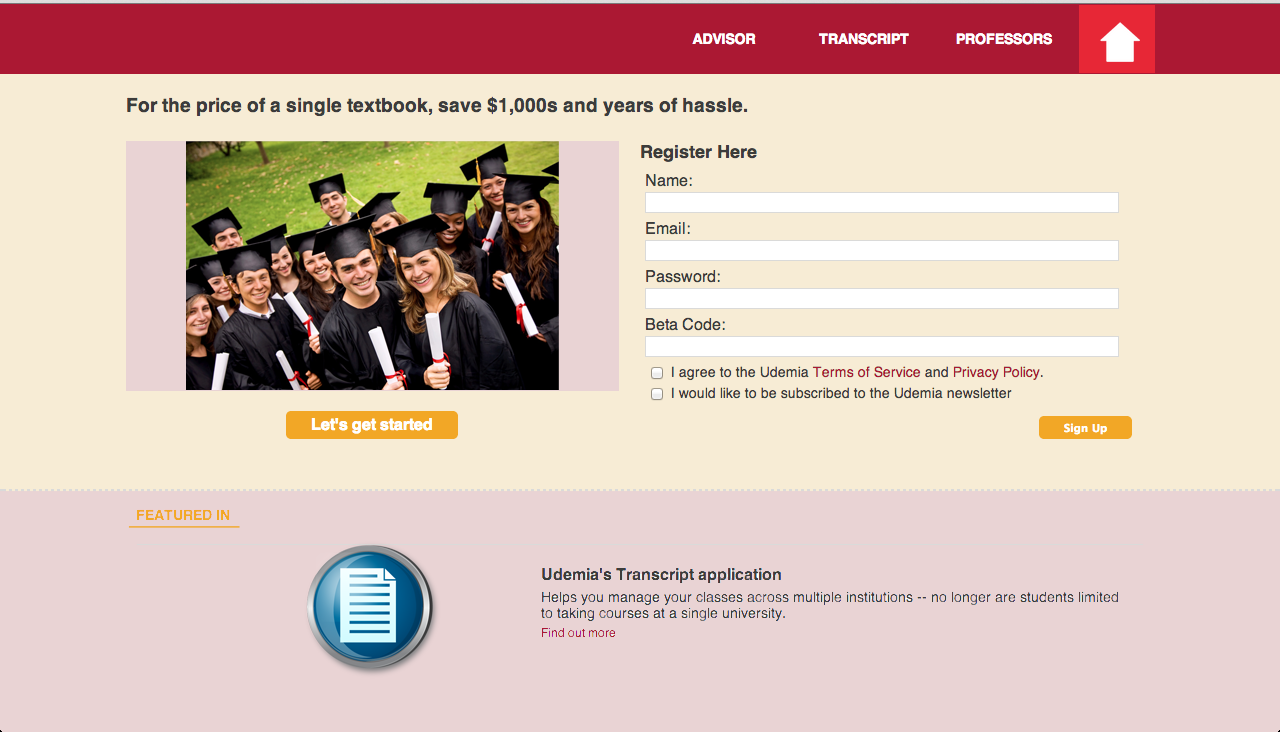 ADVISOR TRANSCRIPT PROFESSORS
For the price of a single textbook, save $1,000s and years of hassle.
Register Here
Name:
Email:
Password:
Beta Code:
I agree to the Udemia Terms of Service and Privacy Policy.
I would like to be subscribed to the Udemia newsletter
Let's get started
Sign Up
FEATURED IN
Udemia's Transcript application
Helps you manage your classes across multiple institutions -- no longer are students limited
to taking courses at a single university.
Find out more